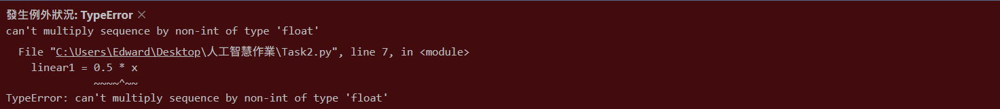 發生例外狀況: TypeError ×
can't multiply sequence by non-int of type 'float'
File "C:\Users\Edward\Desktop\人工智慧作業\Task2.py", line 7, in <module>
linear1 = 0.5 * x
~~~~^~~
TypeError: can't multiply sequence by non-int of type 'float'